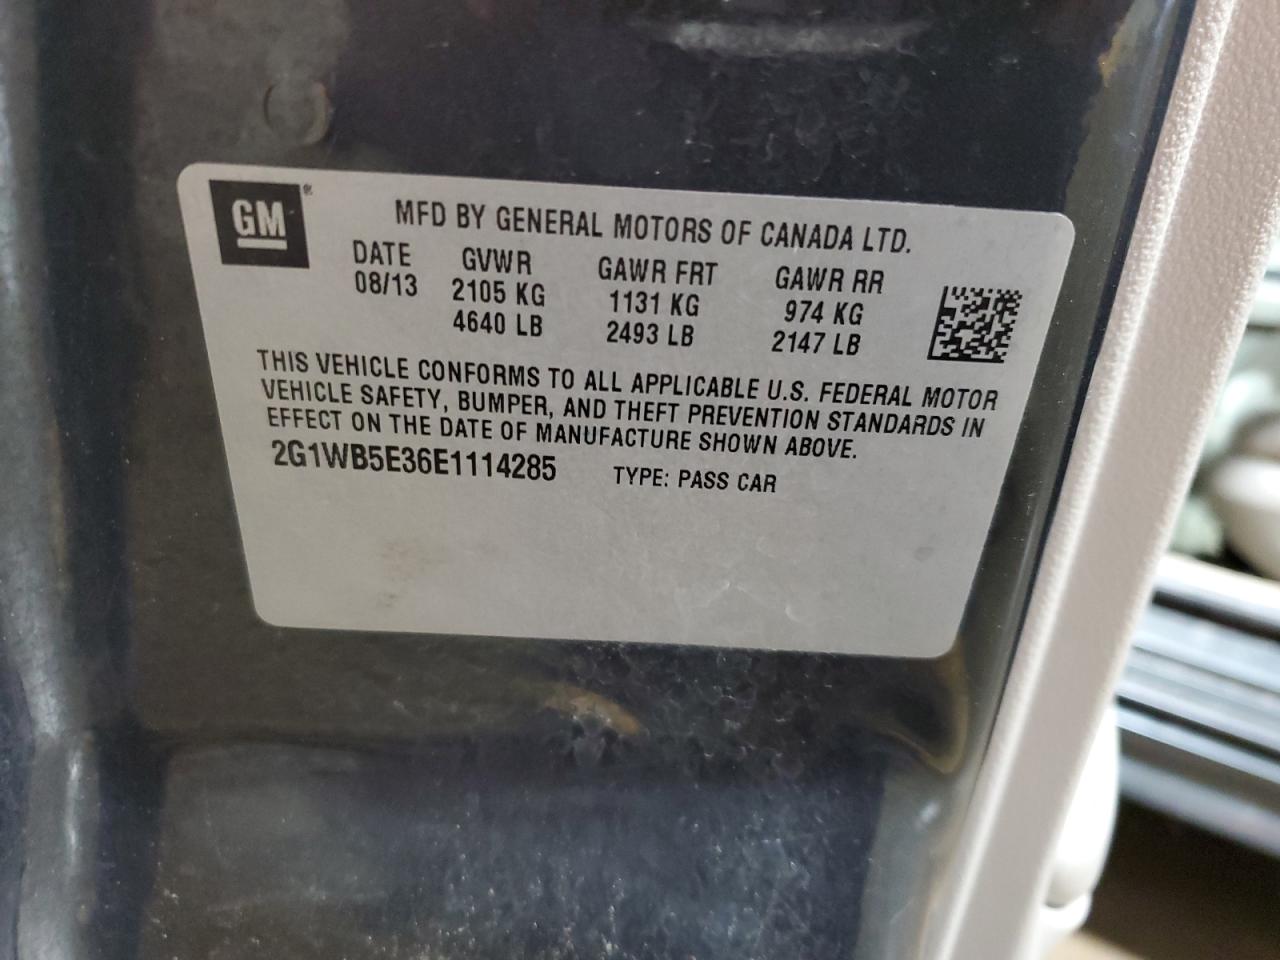 GM®
MFD BY GENERAL MOTORS OF CANADA LTD.
DATE GVWR GAWR FRT GAWR RR
08/13 2105 KG 1131 KG 974 KG
4640 LB 2493 LB 2147 LB
THIS VEHICLE CONFORMS TO ALL APPLICABLE U.S. FEDERAL MOTOR
VEHICLE SAFETY, BUMPER, AND THEFT PREVENTION STANDARDS IN
EFFECT ON THE DATE OF MANUFACTURE SHOWN ABOVE.
2G1WB5E36E1114285 TYPE: PASS CAR